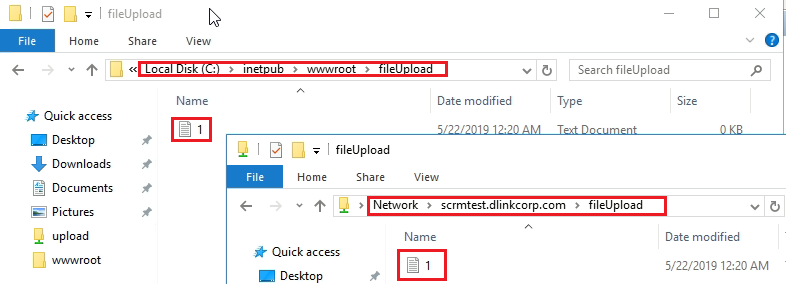 fileUpload
File Home Share View
« Local Disk (C:) inetpub wwwroot fileUpload Search fileUpload
Quick access
Desktop
Downloads
Documents
Pictures
upload
wwwroot
Name Date modified Type Size
1 5/22/2019 12:20 AM Text Document 0 KB
fileUpload
File Home Share View
Network scrmtest.dlinkcorp.com fileUpload
Quick access
Desktop
Name Date modified
1 5/22/2019 12:20 AM